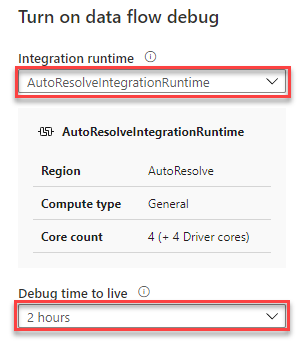 Turn on data flow debug
Integration runtime
AutoResolveIntegrationRuntime
AutoResolveIntegrationRuntime
Region AutoResolve
Compute type General
Core count 4 (+ 4 Driver cores)
Debug time to live
2 hours